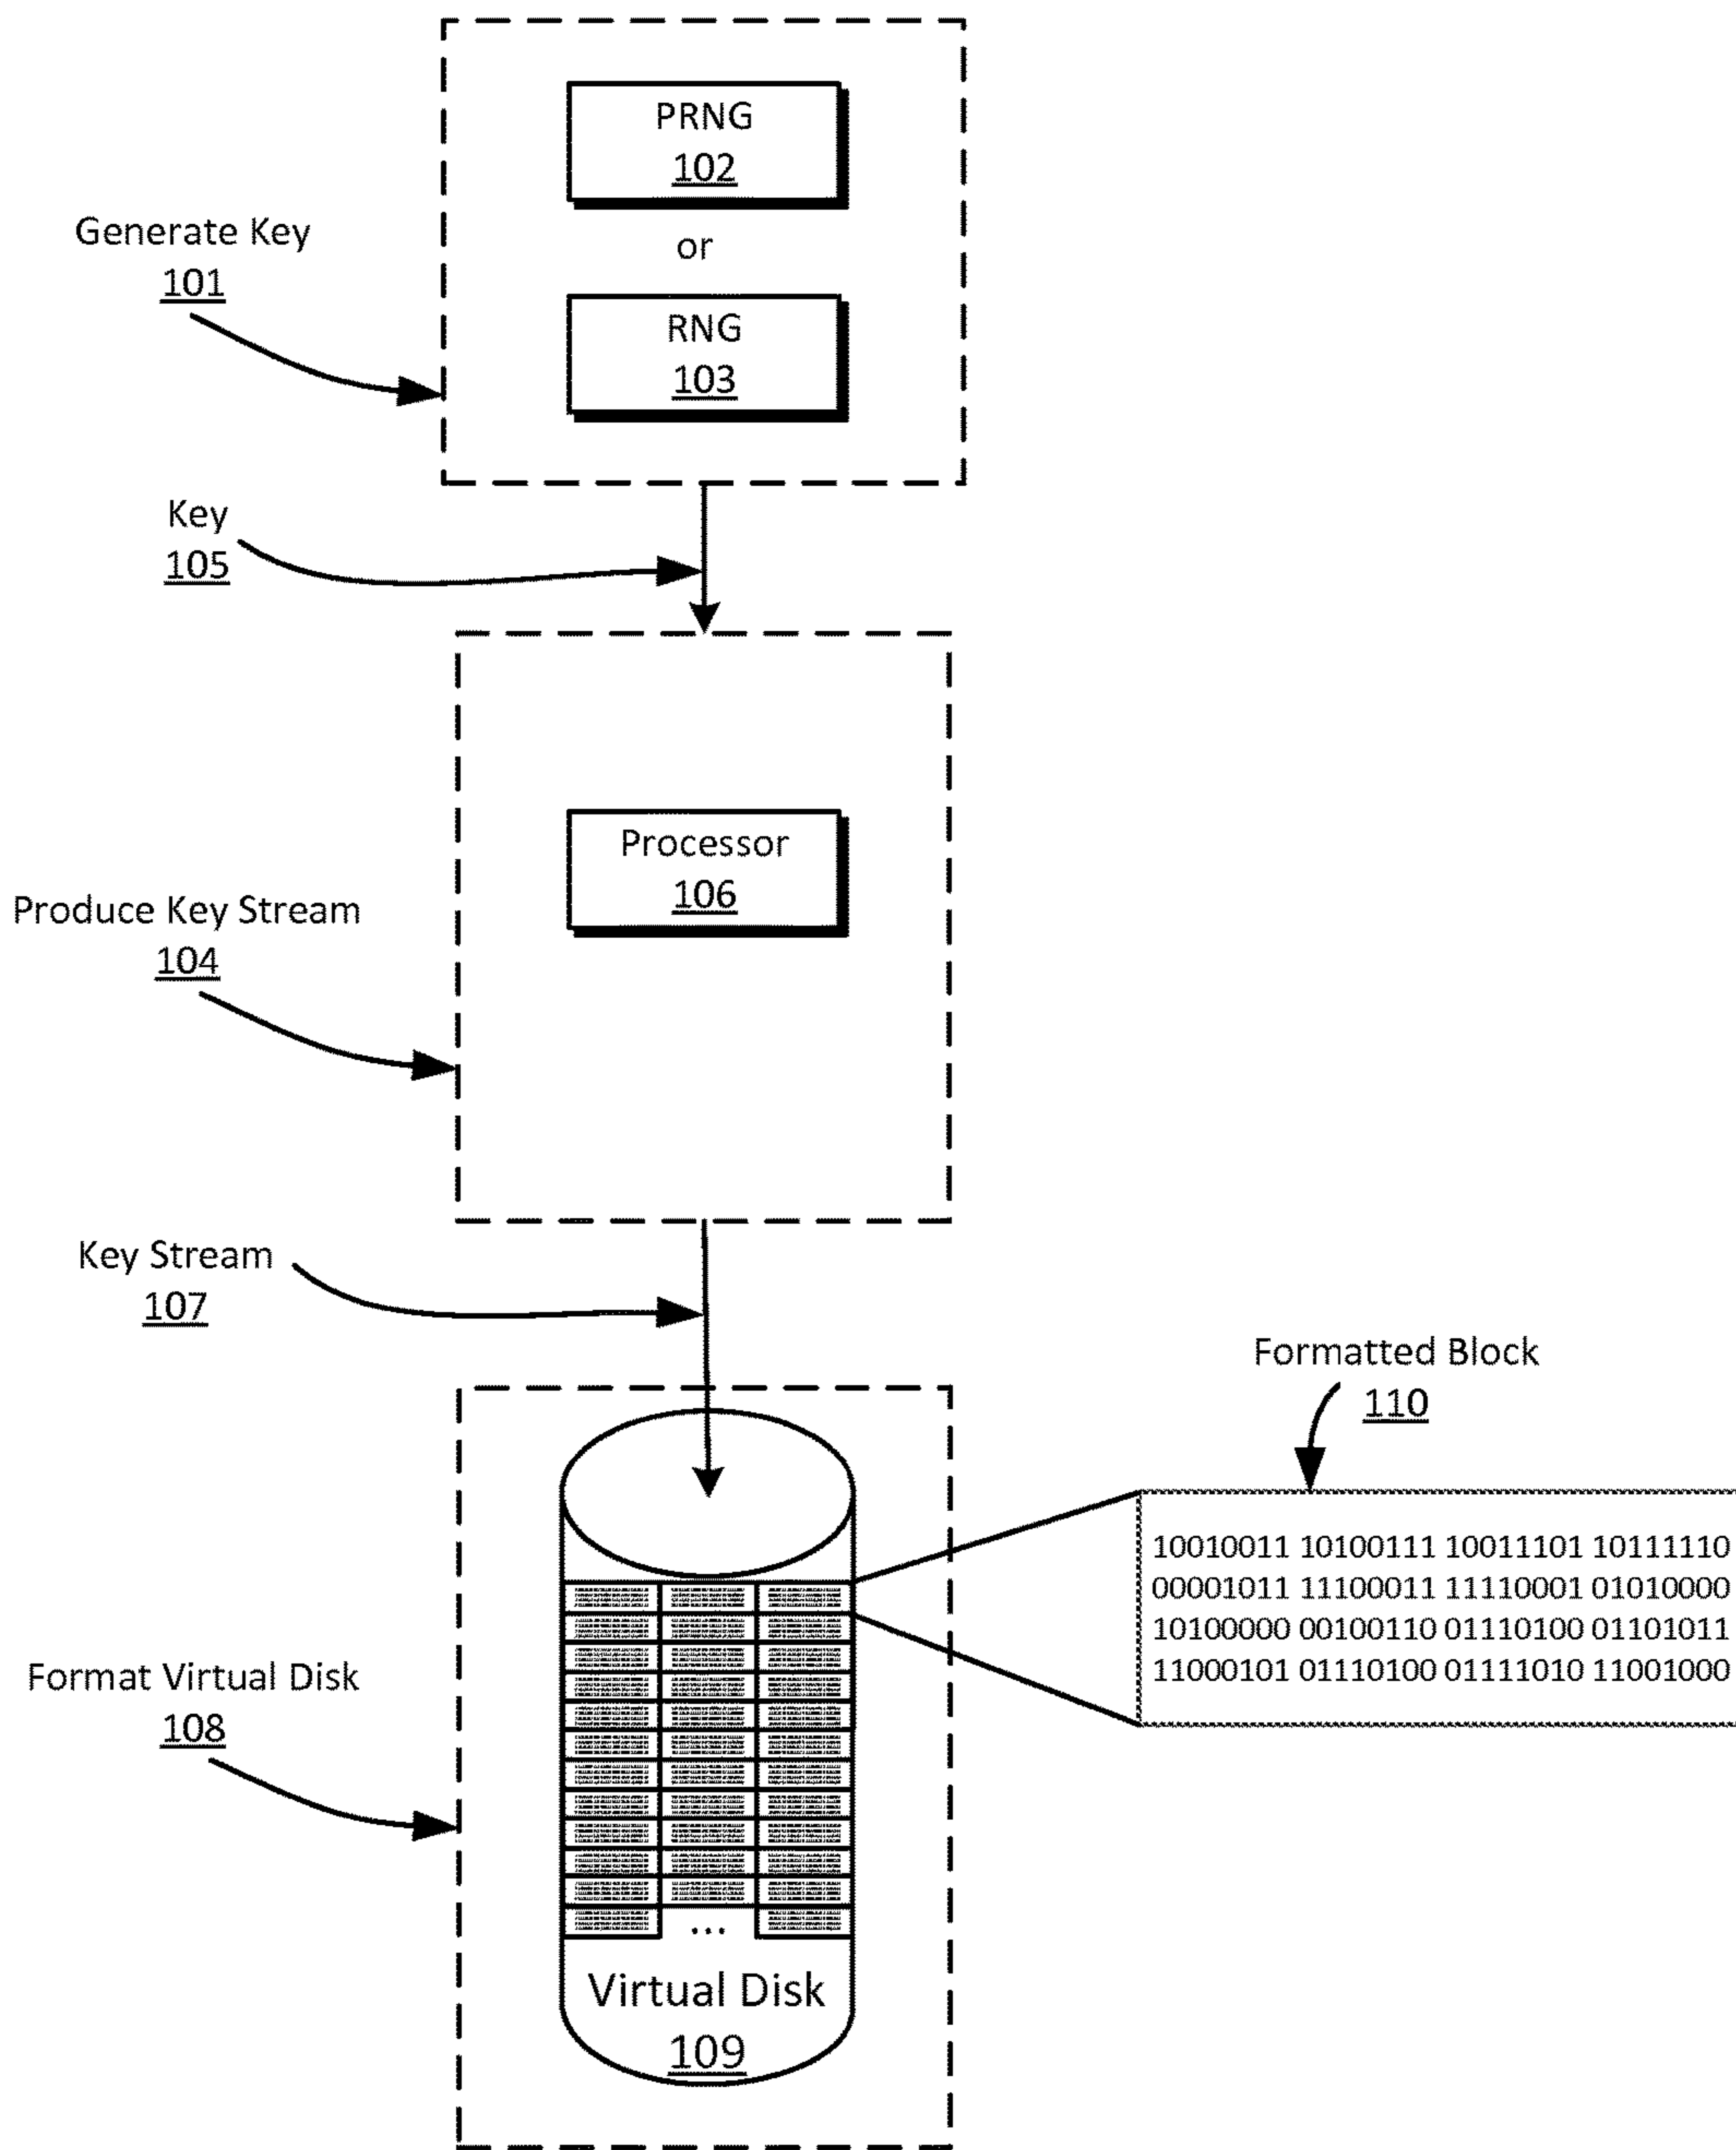 PRNG
102
or
RNG
103
Generate Key
101
Key
105
Processor
106
Produce Key Stream
104
Key Stream
107
Formatted Block
110
10010011 10100111 10011101 10111110
00001011 11100011 11110001 01010000
10100000 00100110 01110100 01101011
11000101 01110100 01111010 11001000
Format Virtual Disk
108
...
Virtual Disk
109